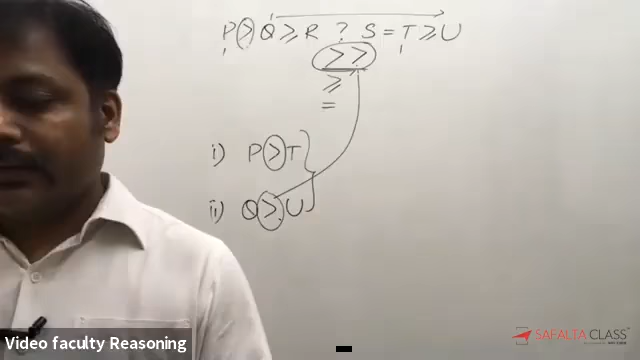 P > Q ≥ R ? S = T ≥ U
> ≥
≥
=
i) P > T
ii) Q ≥ U
SAFALTA CLASS
Video faculty Reasoning